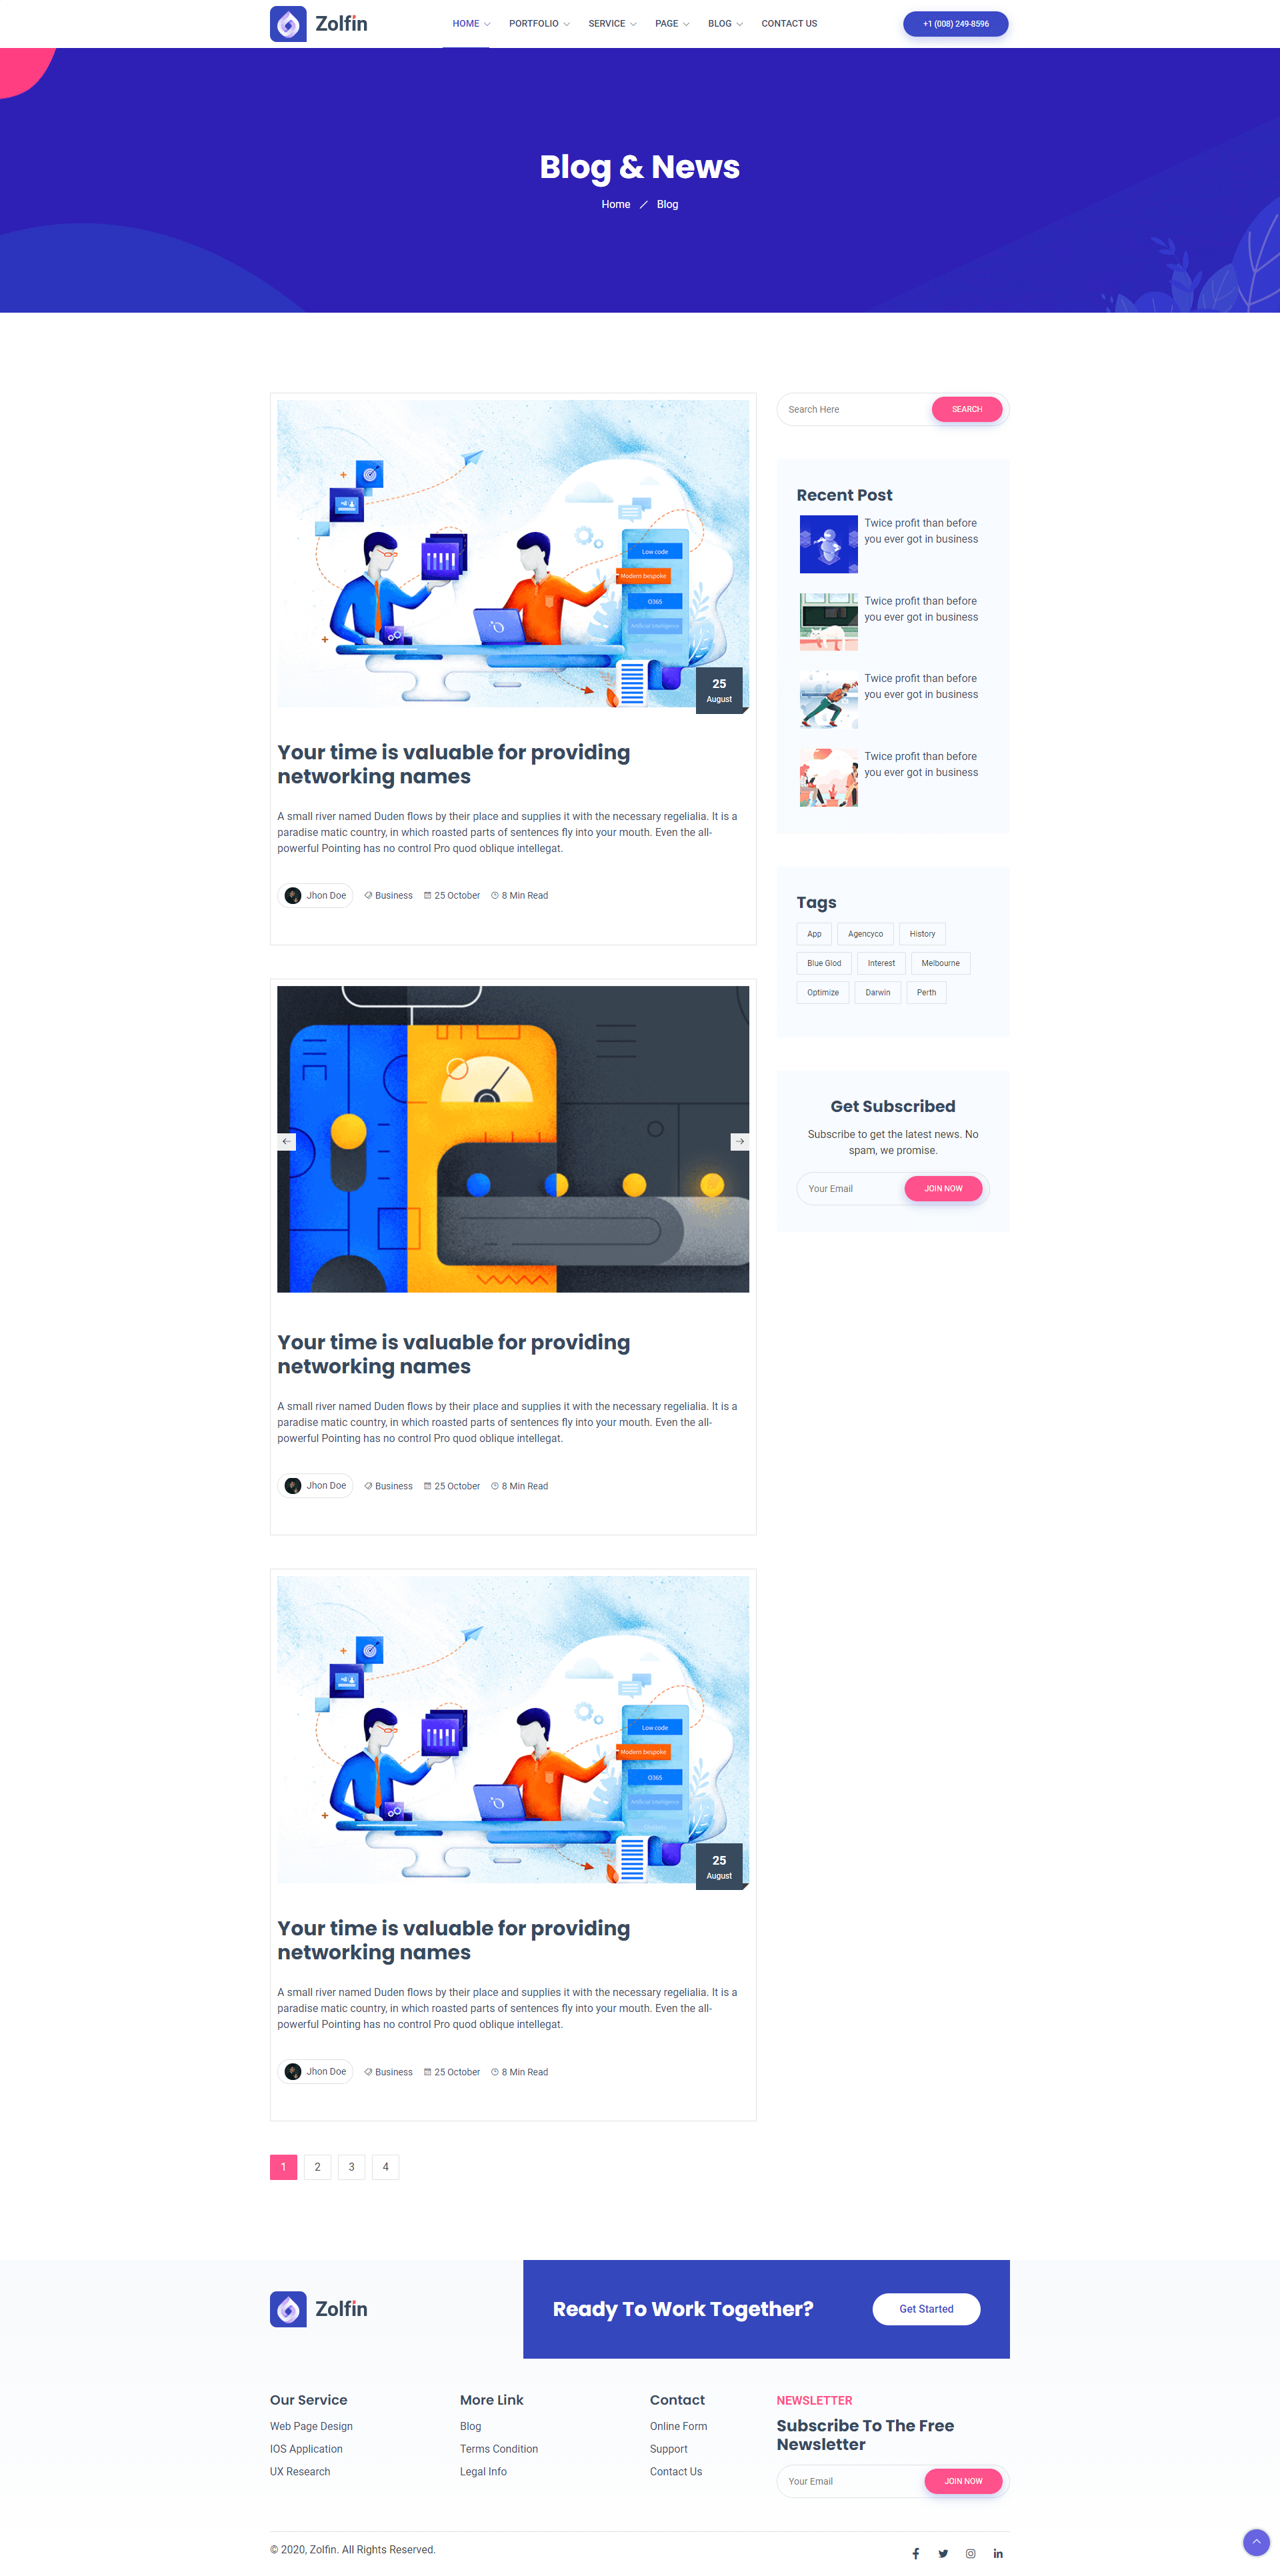 Zolfin
HOME
PORTFOLIO
SERVICE
PAGE
BLOG
CONTACT US
+1 (008) 249-8596
Blog & News
Home
Blog
Low code
Modern bespoke
O365
Artificial Intelligence
25
August
Your time is valuable for providing
networking names
A small river named Duden flows by their place and supplies it with the necessary regelialia. It is a
paradise matic country, in which roasted parts of sentences fly into your mouth. Even the all-
powerful Pointing has no control Pro quod oblique intellegat.
Jhon Doe
Business
25 October
8 Min Read
Your time is valuable for providing
networking names
A small river named Duden flows by their place and supplies it with the necessary regelialia. It is a
paradise matic country, in which roasted parts of sentences fly into your mouth. Even the all-
powerful Pointing has no control Pro quod oblique intellegat.
Jhon Doe
Business
25 October
8 Min Read
Low code
Modern bespoke
O365
Artificial Intelligence
25
August
Your time is valuable for providing
networking names
A small river named Duden flows by their place and supplies it with the necessary regelialia. It is a
paradise matic country, in which roasted parts of sentences fly into your mouth. Even the all-
powerful Pointing has no control Pro quod oblique intellegat.
Jhon Doe
Business
25 October
8 Min Read
1
2
3
4
Search Here
SEARCH
Recent Post
Twice profit than before
you ever got in business
Twice profit than before
you ever got in business
Twice profit than before
you ever got in business
Twice profit than before
you ever got in business
Tags
App
Agencyco
History
Blue Glod
Interest
Melbourne
Optimize
Darwin
Perth
Get Subscribed
Subscribe to get the latest news. No
spam, we promise.
Your Email
JOIN NOW
Zolfin
Ready To Work Together?
Get Started
Our Service
Web Page Design
IOS Application
UX Research
More Link
Blog
Terms Condition
Legal Info
Contact
Online Form
Support
Contact Us
NEWSLETTER
Subscribe To The Free
Newsletter
Your Email
JOIN NOW
© 2020, Zolfin. All Rights Reserved.